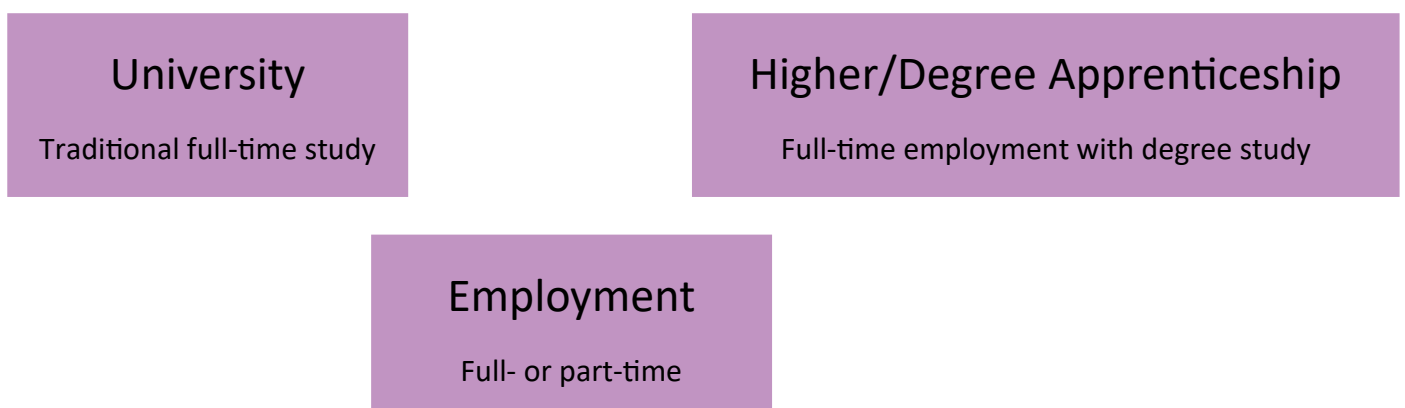 University
Traditional full-time study
Higher/Degree Apprenticeship
Full-time employment with degree study
Employment
Full- or part-time